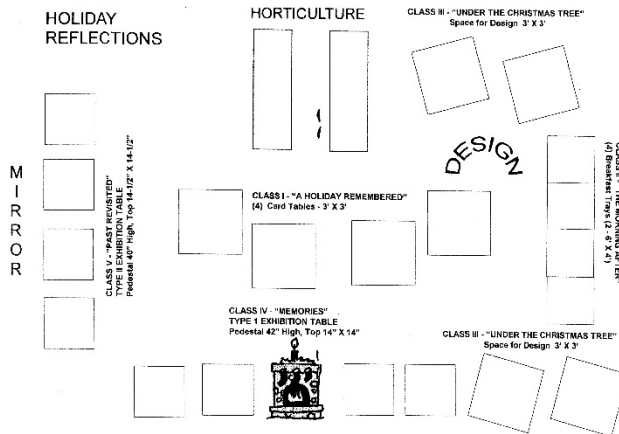 HOLIDAY
REFLECTIONS
HORTICULTURE
CLASS III - "UNDER THE CHRISTMAS TREE"
Space for Design 3' X 3'
MIRROR
CLASS V - "PAST REVISITED"
TYPE II EXHIBITION TABLE
Pedestal 40" High, Top 14-1/2" X 14-1/2"
DESIGN
CLASS I - "A HOLIDAY REMEMBERED"
(4) Card Tables - 3' X 3'
"THE MORNING AFTER"
(4) Breakfast Trays (2 - 6' X 4')
CLASS IV - "MEMORIES"
TYPE 1 EXHIBITION TABLE
Pedestal 42" High, Top 14" X 14"
CLASS III - "UNDER THE CHRISTMAS TREE"
Space for Design 3' X 3'